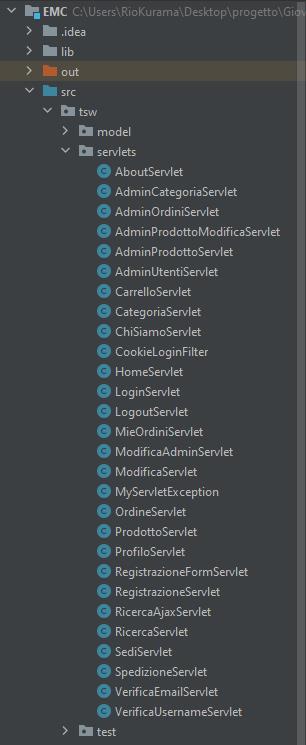 EMC C:\Users\RioKurama\Desktop\progetto\Giov
.idea
lib
out
src
tsw
model
servlets
AboutServlet
AdminCategoriaServlet
AdminOrdiniServlet
AdminProdottoModificaServlet
AdminProdottoServlet
AdminUtentiServlet
CarrelloServlet
CategoriaServlet
ChiSiamoServlet
CookieLoginFilter
HomeServlet
LoginServlet
LogoutServlet
MieOrdiniServlet
ModificaAdminServlet
ModificaServlet
MyServletException
OrdineServlet
ProdottoServlet
ProfiloServlet
RegistrazioneFormServlet
RegistrazioneServlet
RicercaAjaxServlet
RicercaServlet
SediServlet
SpedizioneServlet
VerificaEmailServlet
VerificaUsernameServlet
test